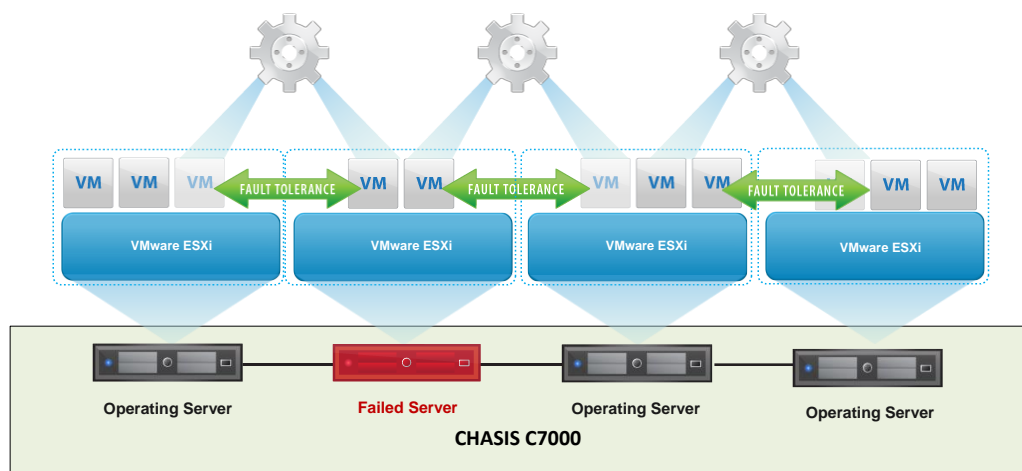 VM VM VM FAULT TOLERANCE VM VM FAULT TOLERANCE VM VM VM FAULT TOLERANCE VM VM
VMware ESXi VMware ESXi VMware ESXi VMware ESXi
Operating Server Failed Server Operating Server Operating Server
CHASIS C7000